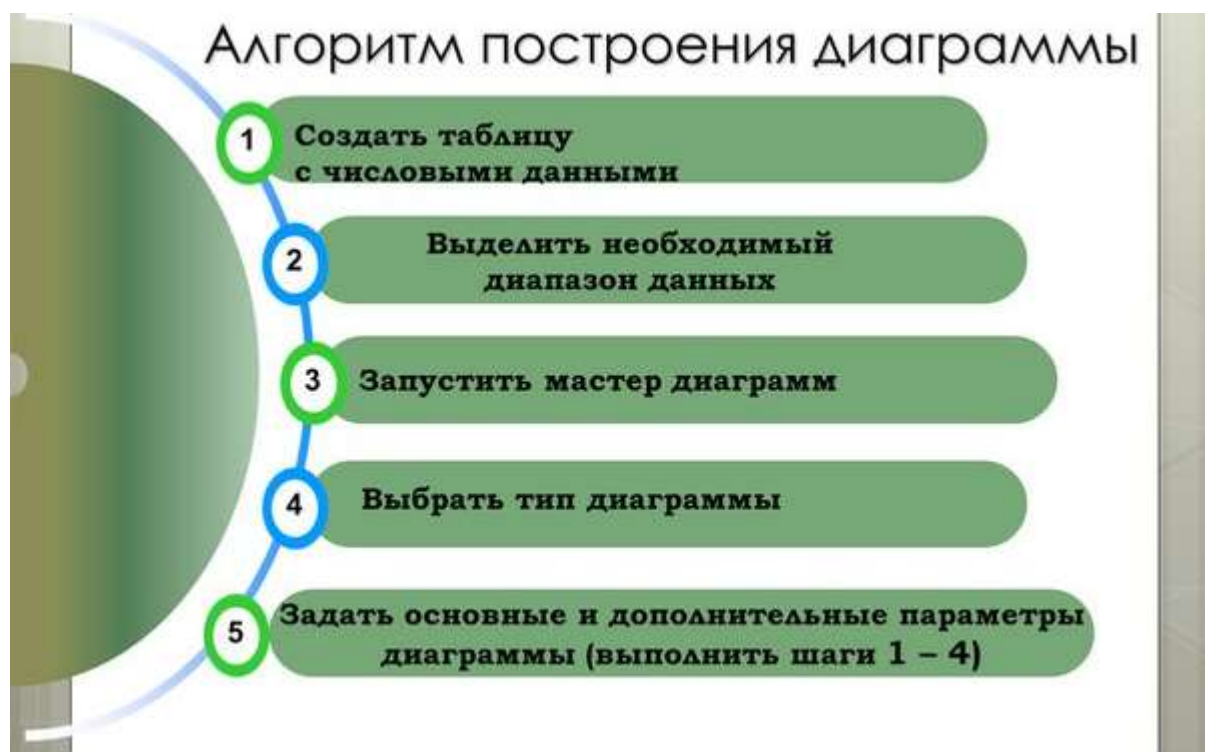 Алгоритм построения диаграммы
1
Создать таблицу
с числовыми данными
2
Выделить необходимый
диапазон данных
3
Запустить мастер диаграмм
4
Выбрать тип диаграммы
5
Задать основные и дополнительные параметры
диаграммы (выполнить шаги 1 – 4)